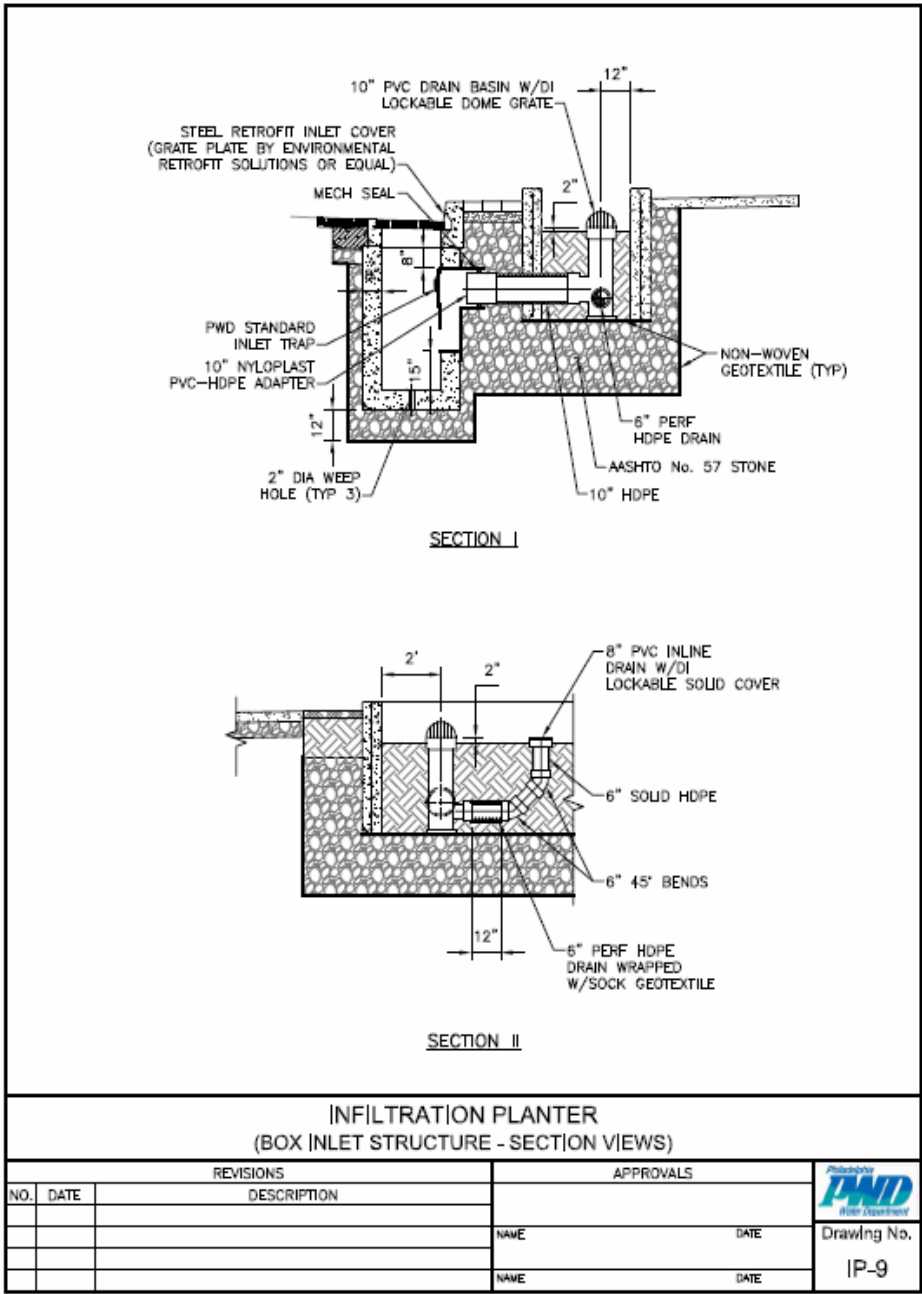 12"
10" PVC DRAIN BASIN W/DI
LOCKABLE DOME GRATE
STEEL RETROFIT INLET COVER
(GRATE PLATE BY ENVIRONMENTAL
RETROFIT SOLUTIONS OR EQUAL)
2"
MECH SEAL
8"
PWD STANDARD
INLET TRAP
10" NYLOPLAST
PVC-HDPE ADAPTER
15"
NON-WOVEN
GEOTEXTILE (TYP)
12"
6" PERF
HDPE DRAIN
AASHTO No. 57 STONE
2" DIA WEEP
HOLE (TYP 3)
10" HDPE
SECTION I
8" PVC INLINE
DRAIN W/DI
LOCKABLE SOLID COVER
2'
2"
6" SOLID HDPE
6" 45° BENDS
12"
6" PERF HDPE
DRAIN WRAPPED
W/SOCK GEOTEXTILE
SECTION II
INFILTRATION PLANTER
(BOX INLET STRUCTURE - SECTION VIEWS)
REVISIONS
APPROVALS
NO. DATE DESCRIPTION
NAME DATE
NAME DATE
Philadelphia
PWD
Water Department
Drawing No.
IP-9